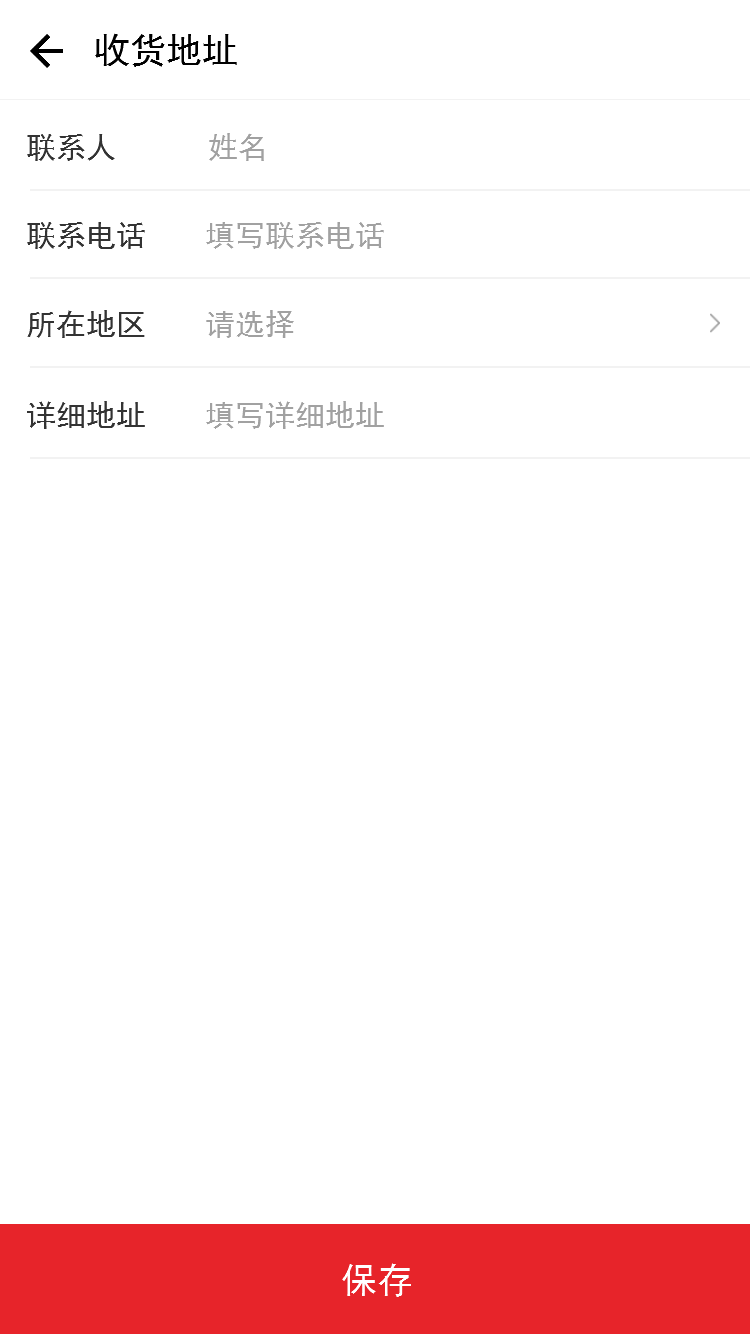 收货地址
联系人 姓名
联系电话 填写联系电话
所在地区 请选择
详细地址 填写详细地址
保存